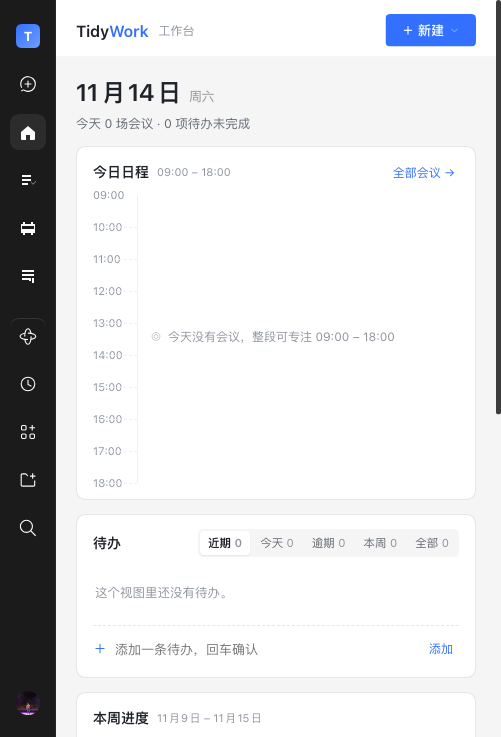 T
TidyWork 工作台
+ 新建
11月14日 周六
今天 0 场会议 · 0 项待办未完成
今日日程 09:00 – 18:00 全部会议 →
09:00
10:00
11:00
12:00
13:00
今天没有会议，整段可专注 09:00 – 18:00
14:00
15:00
16:00
17:00
18:00
待办 近期 0 今天 0 逾期 0 本周 0 全部 0
这个视图里还没有待办。
+ 添加一条待办，回车确认 添加
本周进度 11月9日 – 11月15日